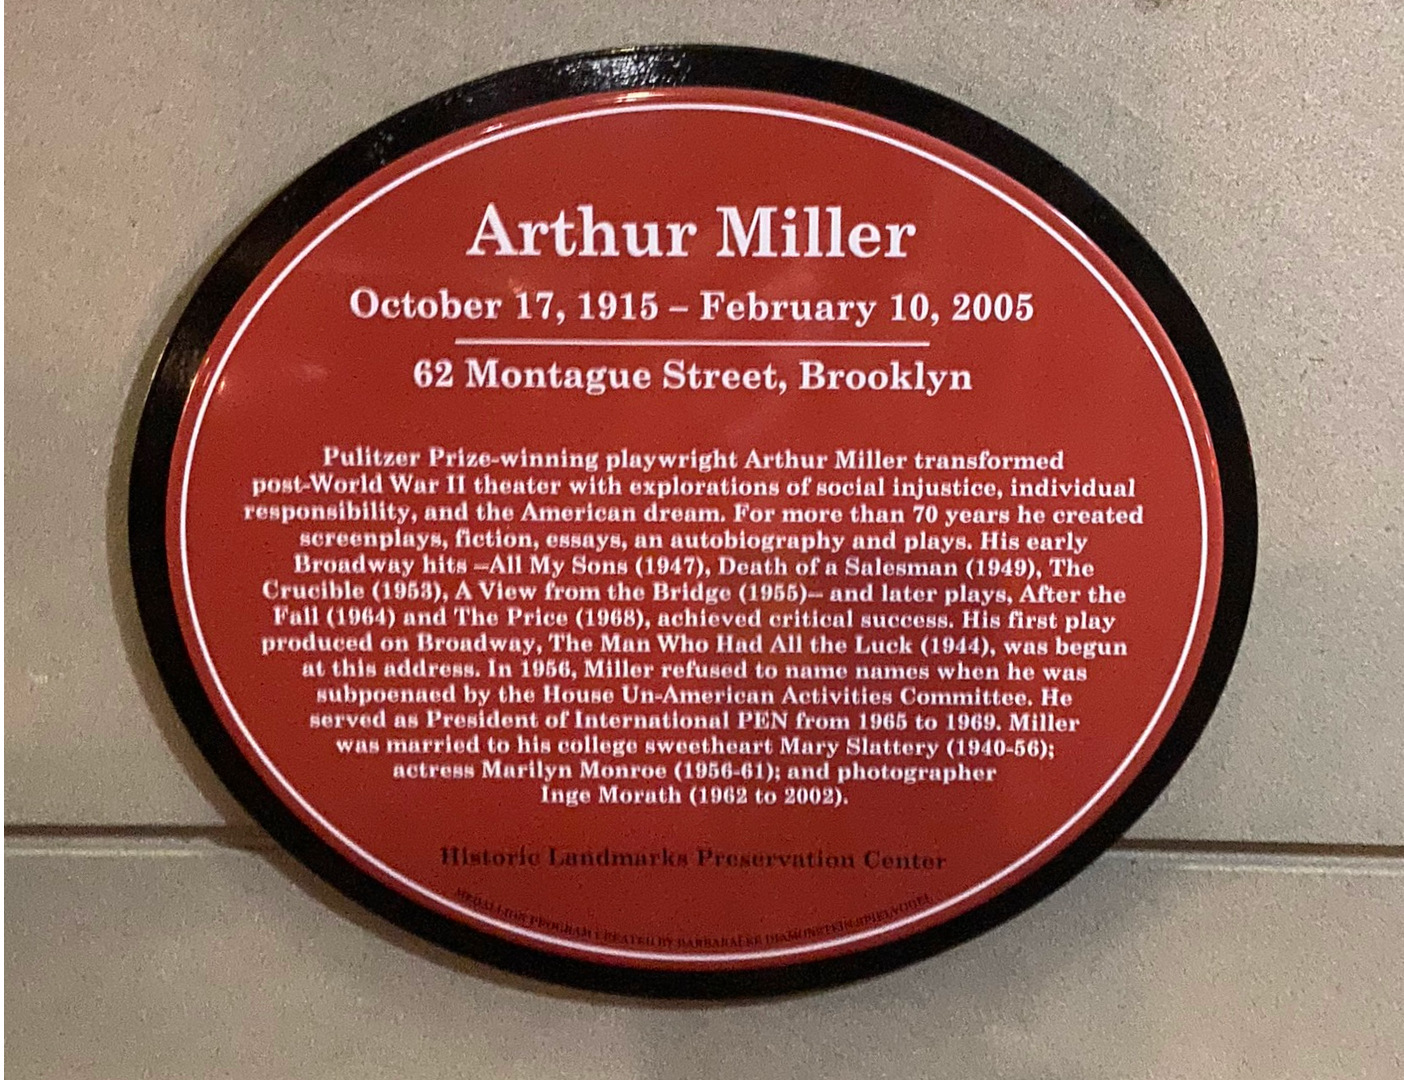 Arthur Miller
October 17, 1915 – February 10, 2005
62 Montague Street, Brooklyn
Pulitzer Prize-winning playwright Arthur Miller transformed
post-World War II theater with explorations of social injustice, individual
responsibility, and the American dream. For more than 70 years he created
screenplays, fiction, essays, an autobiography and plays. His early
Broadway hits –All My Sons (1947), Death of a Salesman (1949), The
Crucible (1953), A View from the Bridge (1955)– and later plays, After the
Fall (1964) and The Price (1968), achieved critical success. His first play
produced on Broadway, The Man Who Had All the Luck (1944), was begun
at this address. In 1956, Miller refused to name names when he was
subpoenaed by the House Un-American Activities Committee. He
served as President of International PEN from 1965 to 1969. Miller
was married to his college sweetheart Mary Slattery (1940-56);
actress Marilyn Monroe (1956-61); and photographer
Inge Morath (1962 to 2002).
Historic Landmarks Preservation Center
MEDALLION PROGRAM CREATED BY BARBARALEE DIAMONSTEIN-SPIELVOGEL